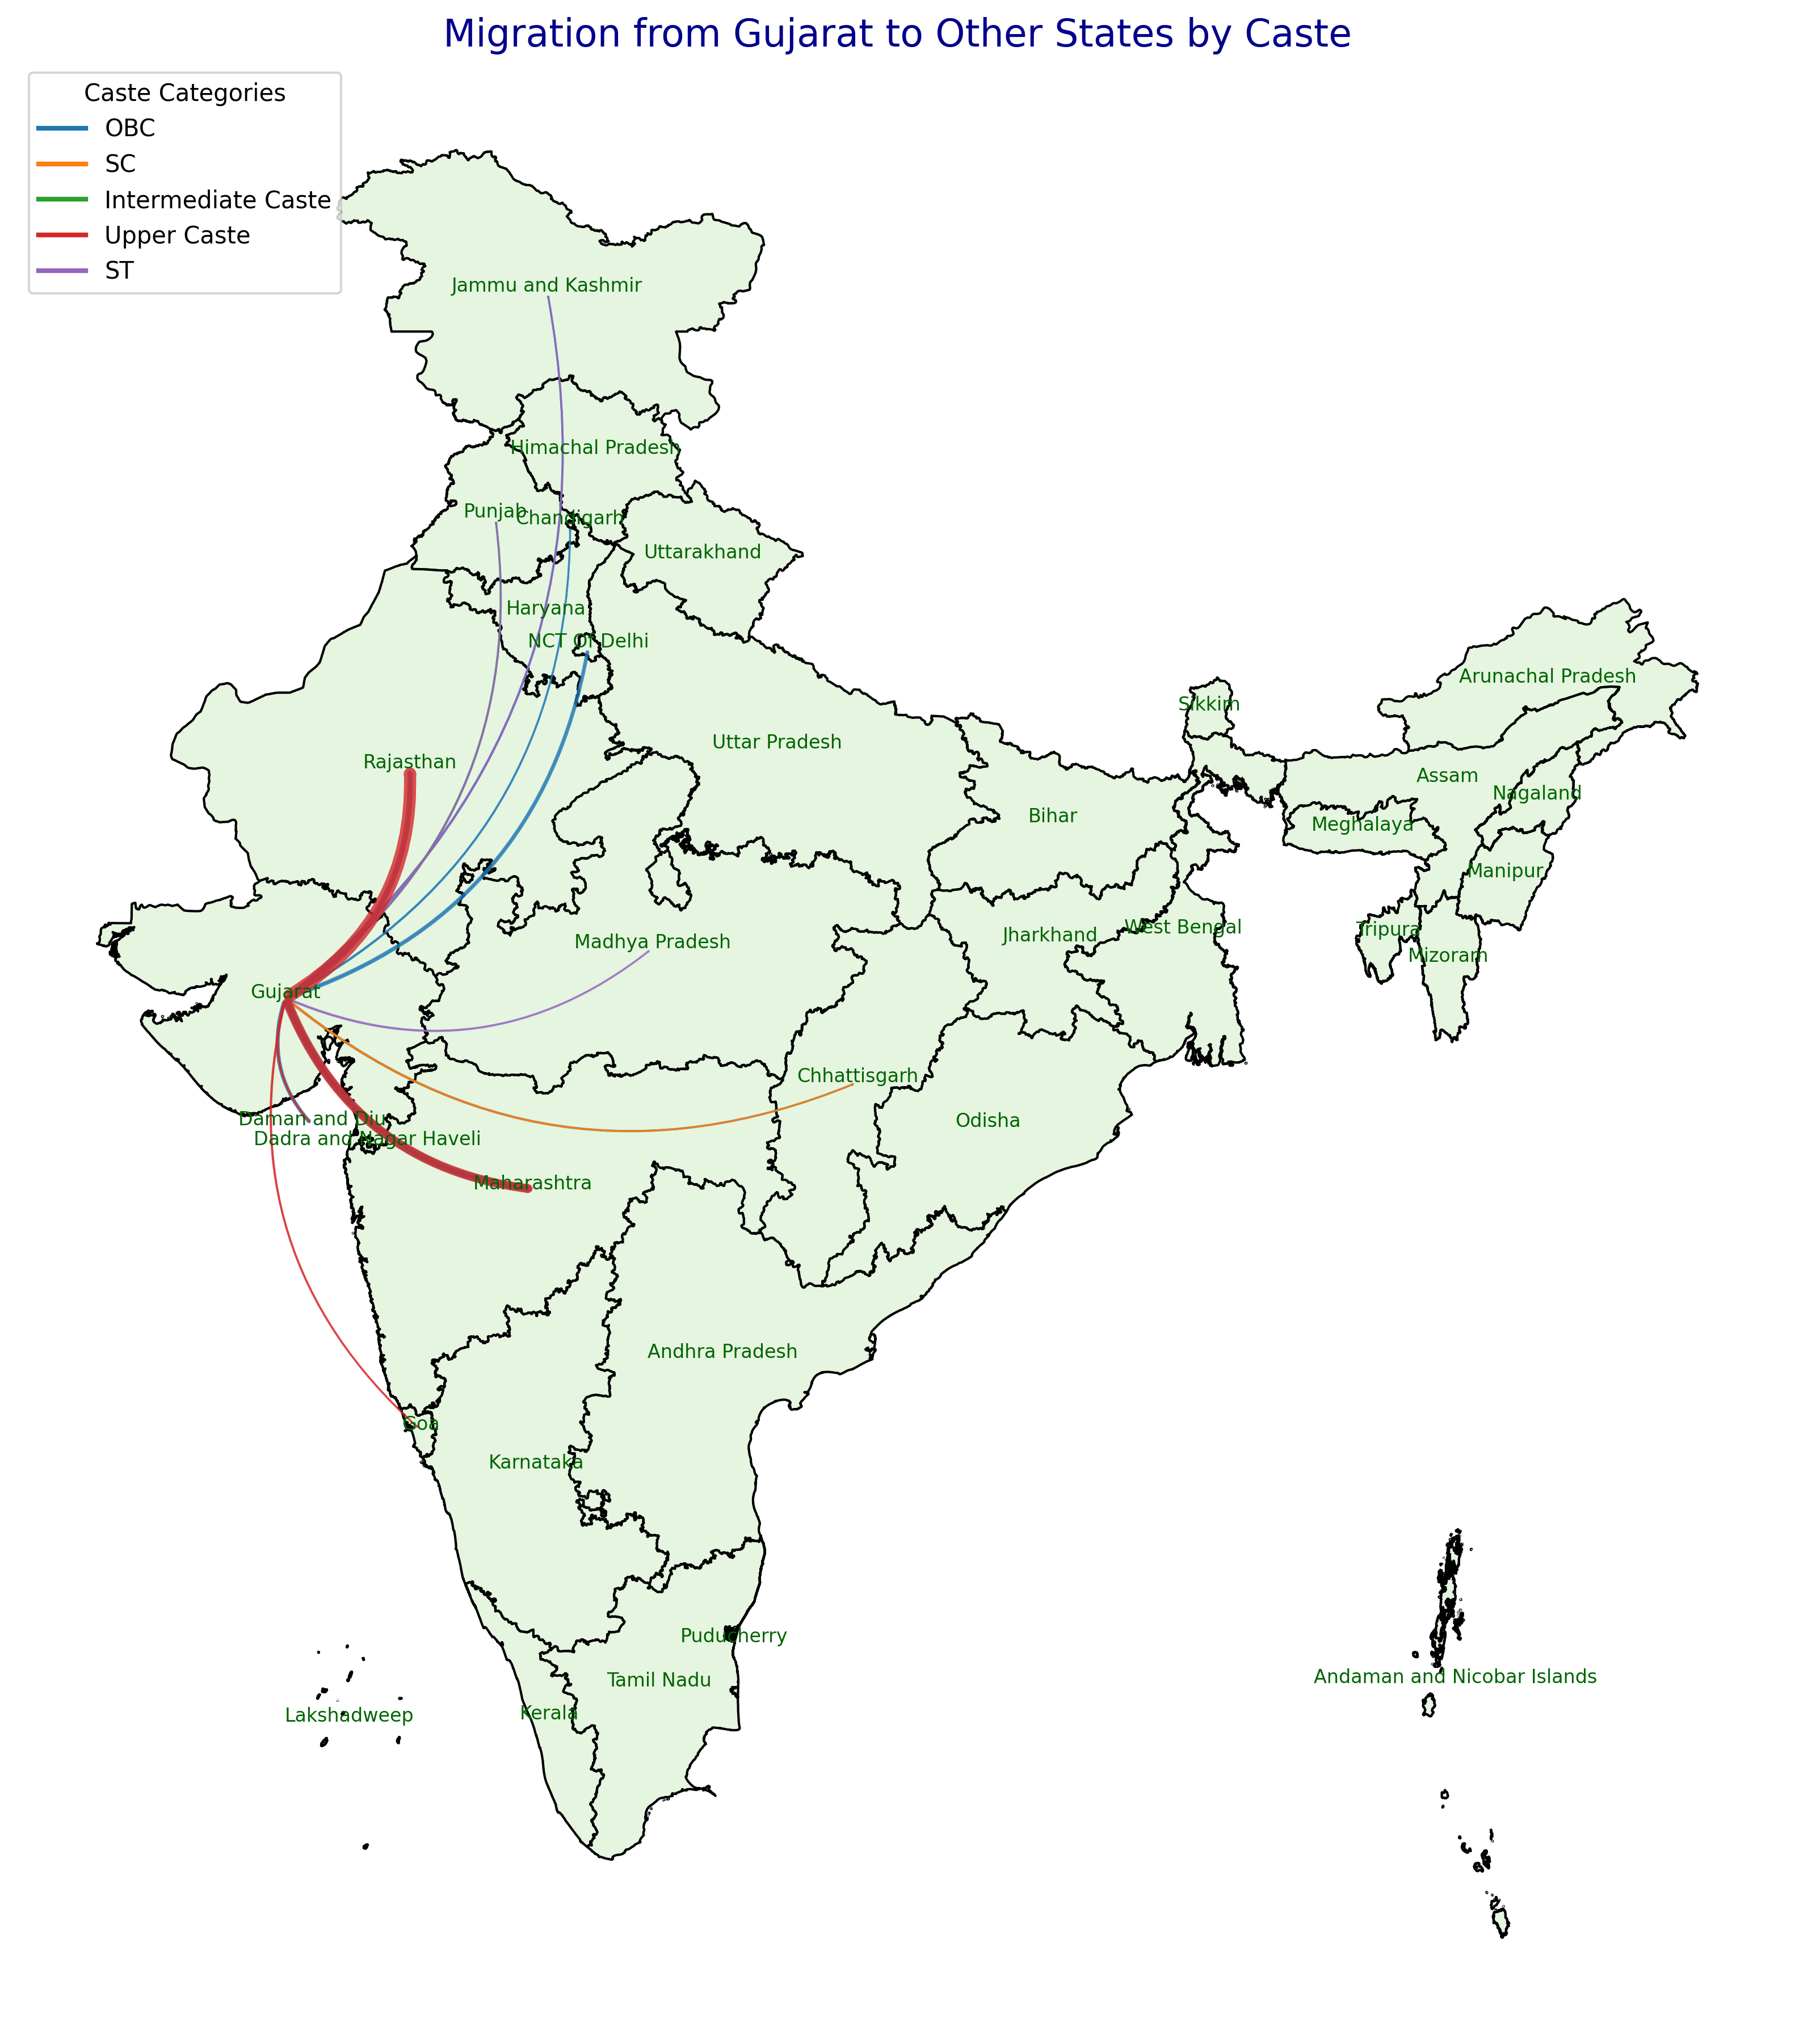 Migration from Gujarat to Other States by Caste
Caste Categories
OBC
SC
Intermediate Caste
Upper Caste
ST
Jammu and Kashmir
Himachal Pradesh
Punjab
Chandigarh
Uttarakhand
Haryana
NCT Of Delhi
Arunachal Pradesh
Sikkim
Uttar Pradesh
Rajasthan
Assam
Nagaland
Bihar
Meghalaya
Manipur
West Bengal
Tripura
Jharkhand
Madhya Pradesh
Mizoram
Gujarat
Chhattisgarh
Daman and Diu
Odisha
Dadra and Nagar Haveli
Maharashtra
Andhra Pradesh
Goa
Karnataka
Puducherry
Tamil Nadu
Andaman and Nicobar Islands
Kerala
Lakshadweep